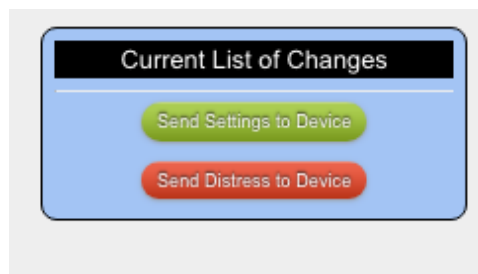 Current List of Changes
Send Settings to Device
Send Distress to Device